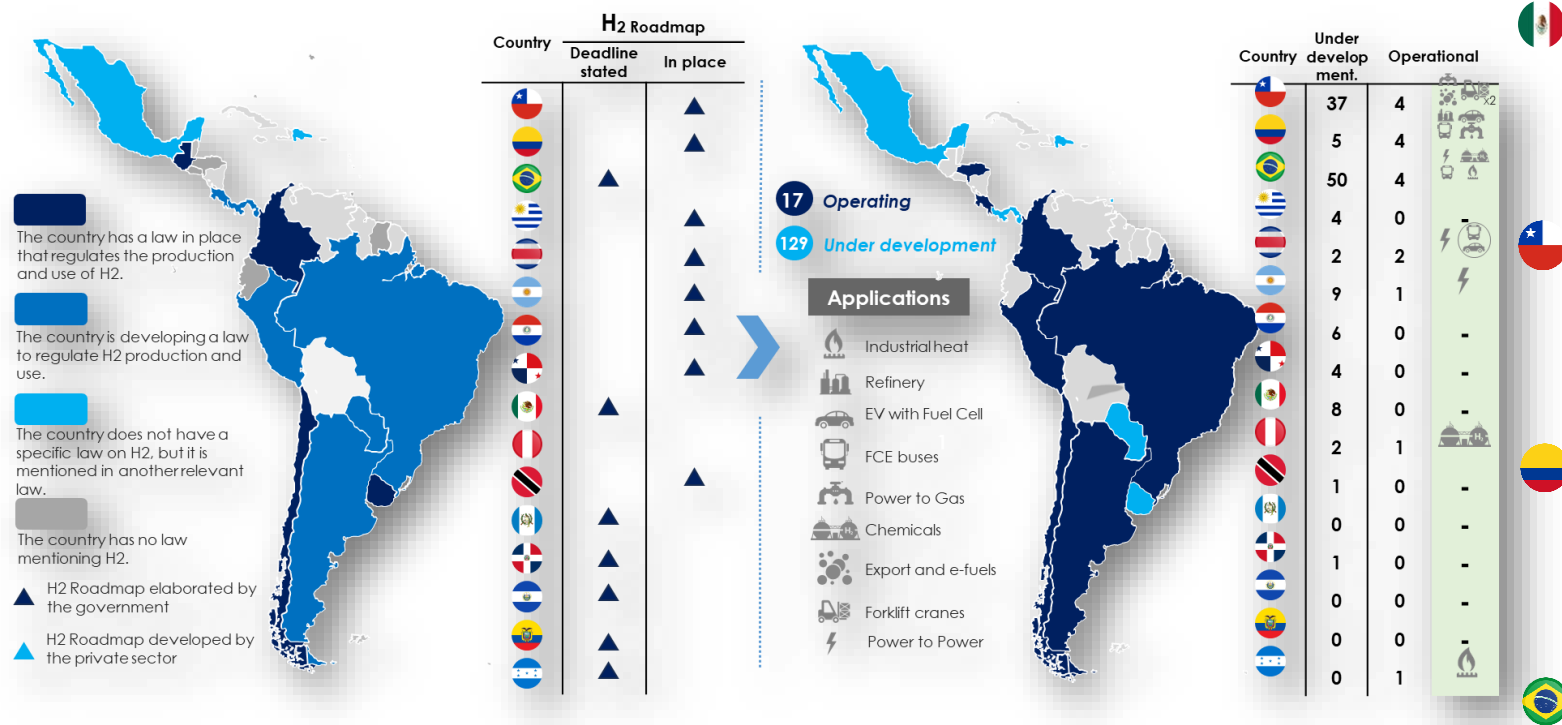 H2 Roadmap
Country
Deadline
stated
In place
The country has a law in place
that regulates the production
and use of H2.
The country is developing a law
to regulate H2 production and
use.
The country does not have a
specific law on H2, but it is
mentioned in another relevant
law.
The country has no law
mentioning H2.
H2 Roadmap elaborated by
the government
H2 Roadmap developed by
the private sector
17 Operating
129 Under development
Applications
Industrial heat
Refinery
EV with Fuel Cell
FCE buses
Power to Gas
Chemicals
Export and e-fuels
Forklift cranes
Power to Power
Country
Under
develop
ment.
Operational
37 4 x2
5 4
50 4
4 0 -
2 2
9 1
6 0 -
4 0 -
8 0 -
2 1 H2
1 0 -
0 0 -
1 0 -
0 0 -
0 0 -
0 1